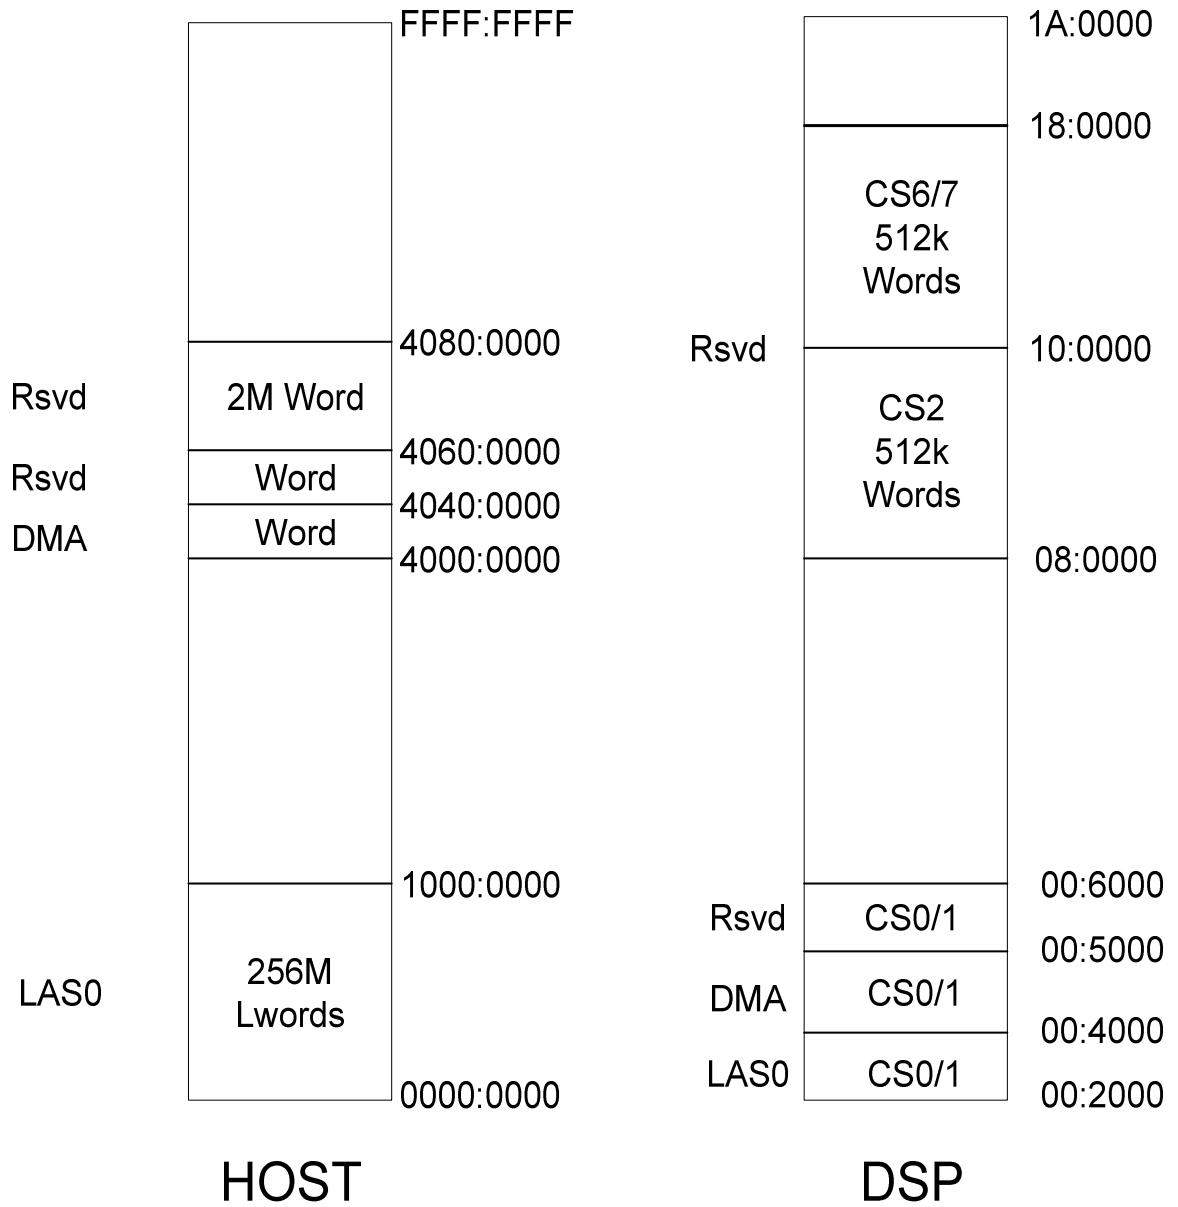 FFFF:FFFF
4080:0000
Rsvd
2M Word
4060:0000
Rsvd
Word
4040:0000
DMA
Word
4000:0000
1000:0000
LAS0
256M
Lwords
0000:0000
HOST
1A:0000
18:0000
CS6/7
512k
Words
Rsvd
10:0000
CS2
512k
Words
08:0000
00:6000
Rsvd
CS0/1
00:5000
DMA
CS0/1
00:4000
LAS0
CS0/1
00:2000
DSP